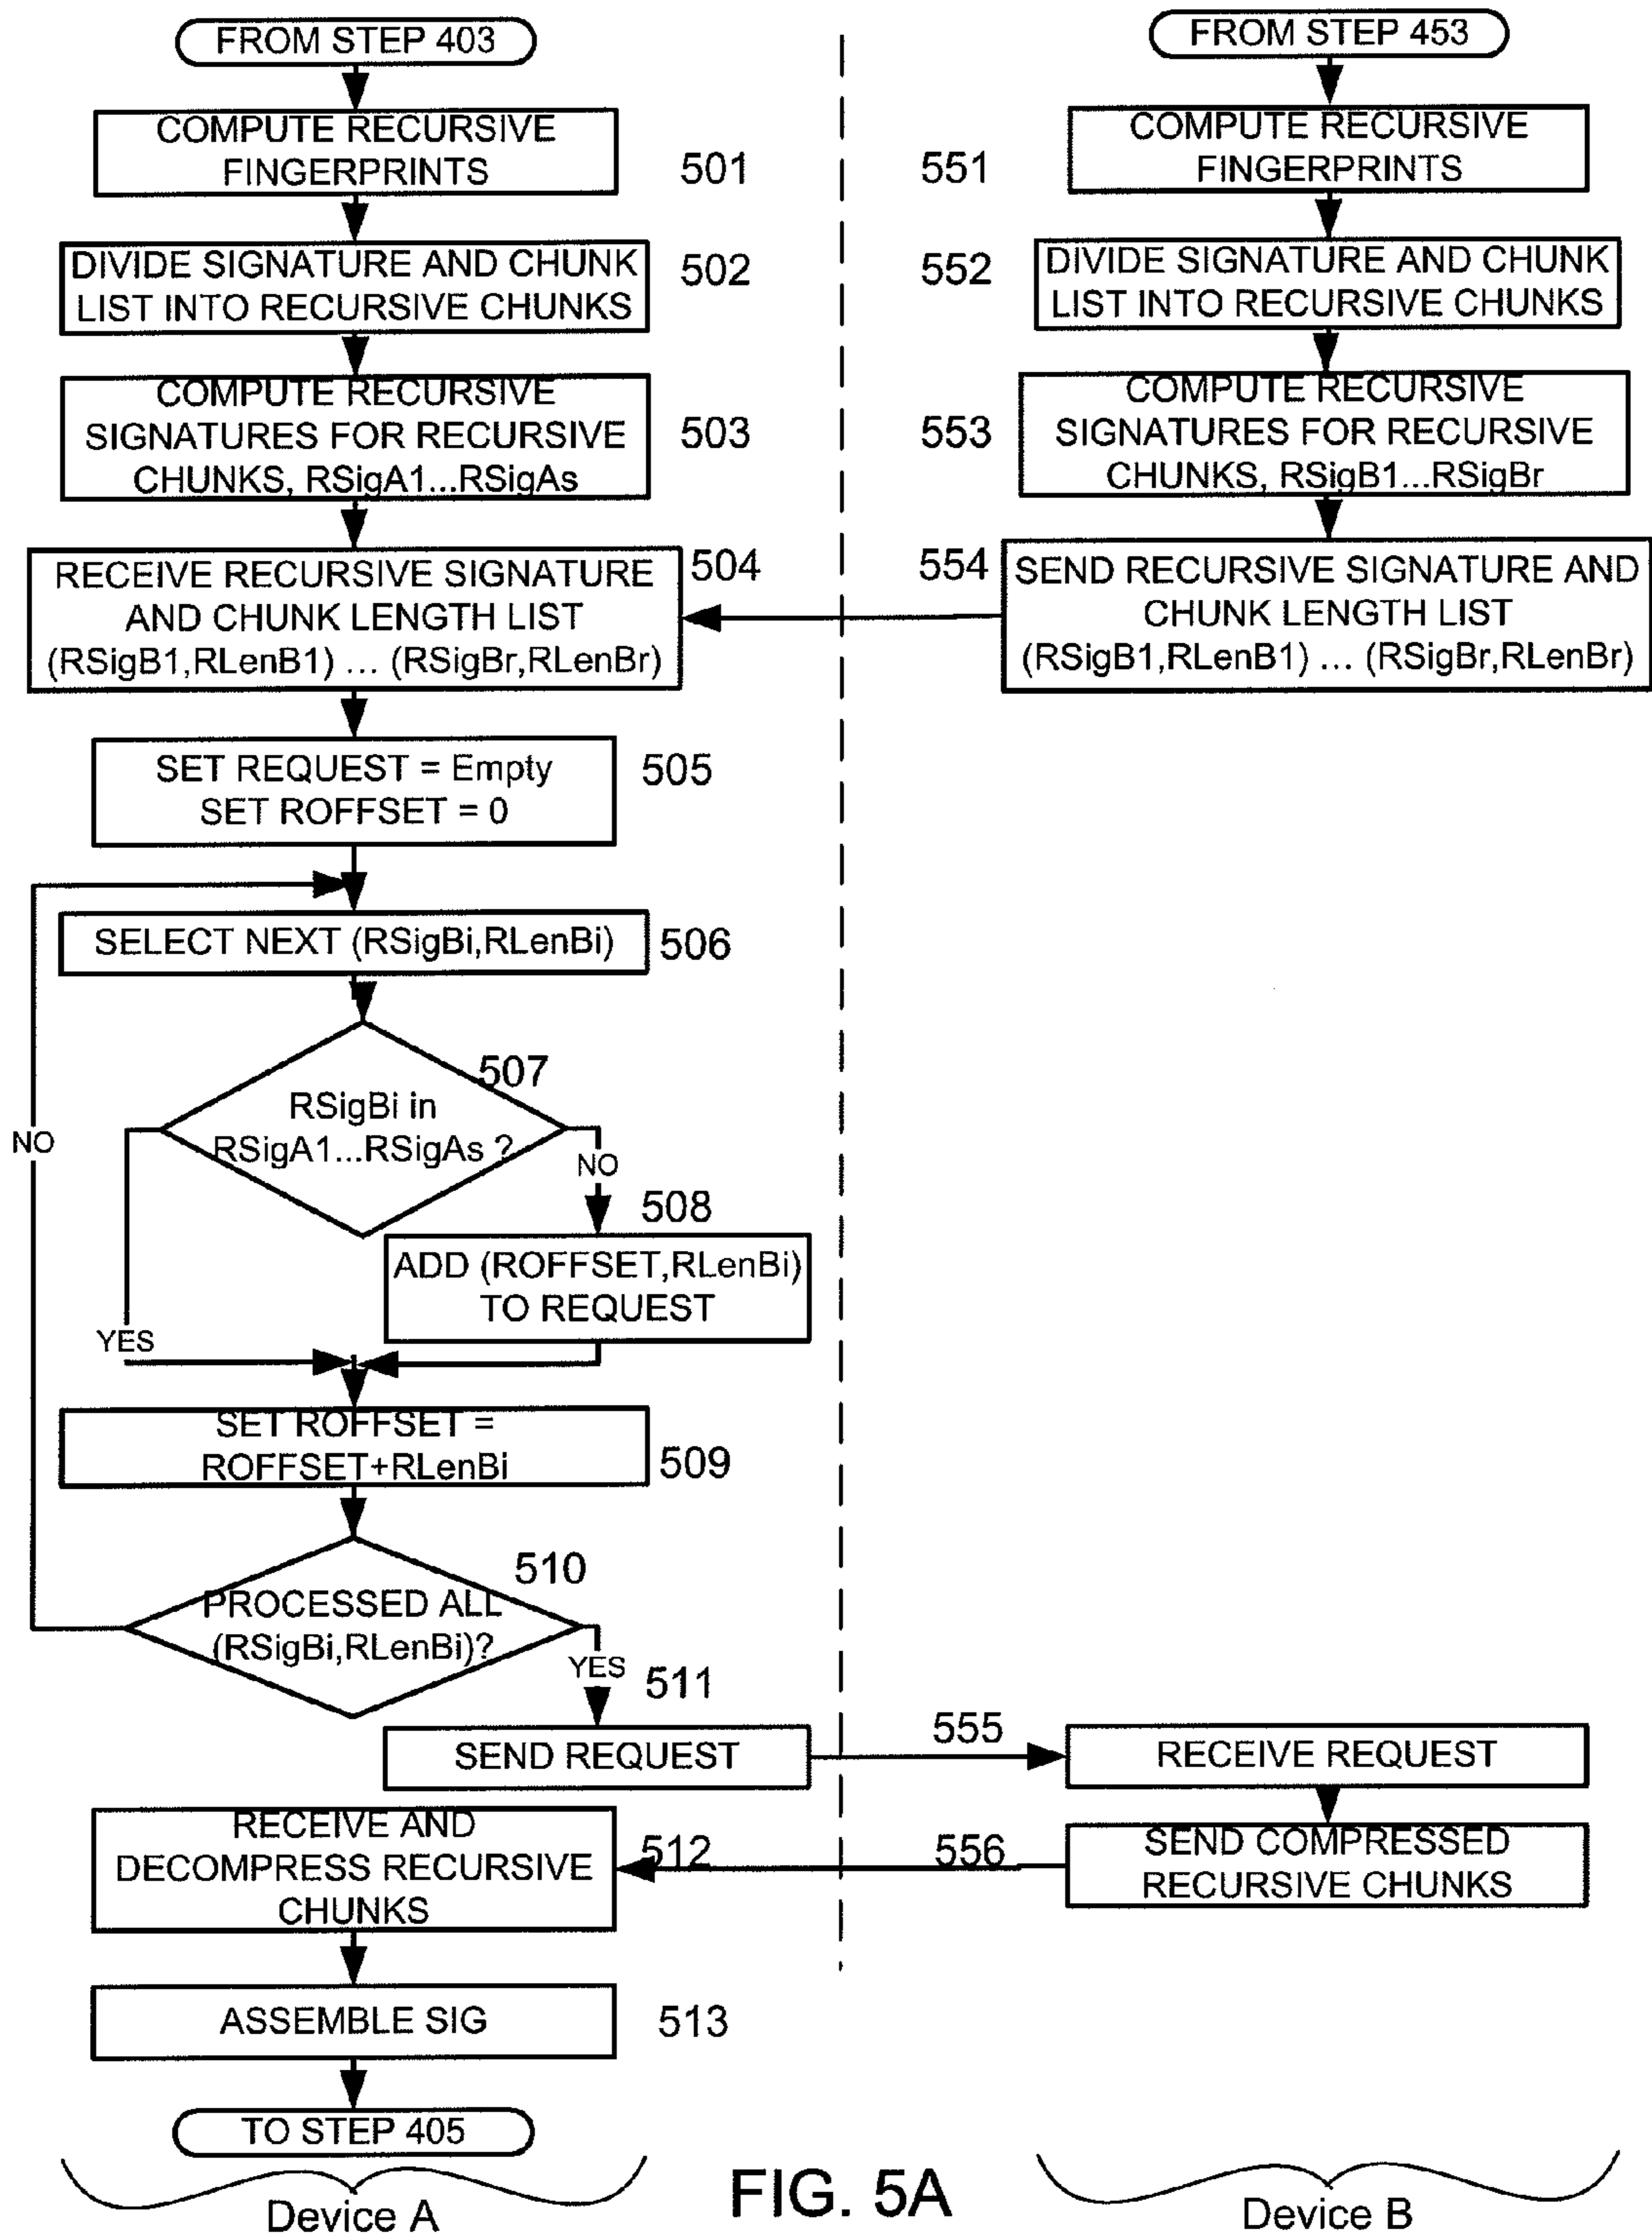 FROM STEP 403
COMPUTE RECURSIVE
FINGERPRINTS
501
DIVIDE SIGNATURE AND CHUNK
LIST INTO RECURSIVE CHUNKS
502
COMPUTE RECURSIVE
SIGNATURES FOR RECURSIVE
CHUNKS, RSigA1...RSigAs
503
RECEIVE RECURSIVE SIGNATURE
AND CHUNK LENGTH LIST
(RSigB1,RLenB1) ... (RSigBr,RLenBr)
504
SET REQUEST = Empty
SET ROFFSET = 0
505
SELECT NEXT (RSigBi,RLenBi)
506
507
RSigBi in
RSigA1...RSigAs ?
NO
NO
YES
508
ADD (ROFFSET,RLenBi)
TO REQUEST
SET ROFFSET =
ROFFSET+RLenBi
509
510
PROCESSED ALL
(RSigBi,RLenBi)?
YES
511
SEND REQUEST
RECEIVE AND
DECOMPRESS RECURSIVE
CHUNKS
512
ASSEMBLE SIG
513
TO STEP 405
Device A
FROM STEP 453
551
COMPUTE RECURSIVE
FINGERPRINTS
552
DIVIDE SIGNATURE AND CHUNK
LIST INTO RECURSIVE CHUNKS
553
COMPUTE RECURSIVE
SIGNATURES FOR RECURSIVE
CHUNKS, RSigB1...RSigBr
554
SEND RECURSIVE SIGNATURE AND
CHUNK LENGTH LIST
(RSigB1,RLenB1) ... (RSigBr,RLenBr)
555
RECEIVE REQUEST
556
SEND COMPRESSED
RECURSIVE CHUNKS
Device B
FIG. 5A